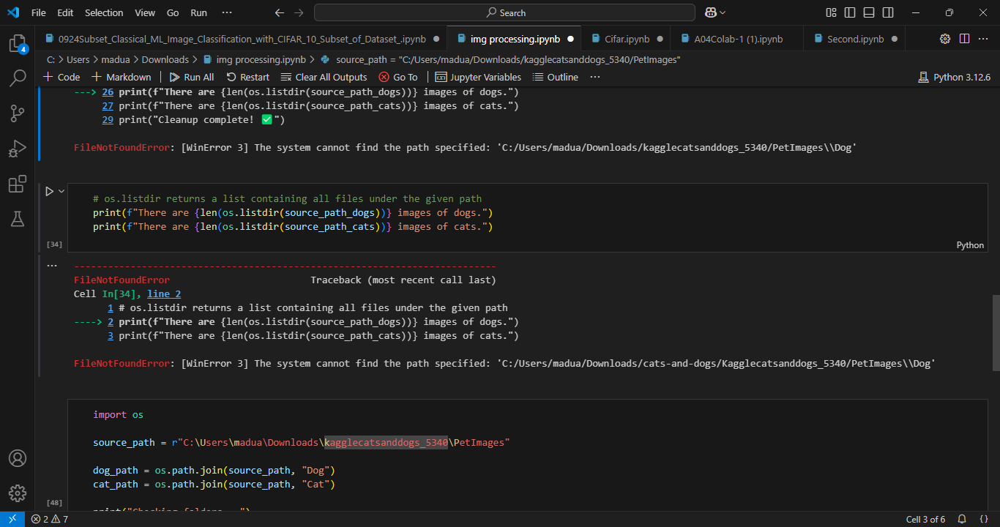 File Edit Selection View Go Run ··· Search
0924Subset_Classical_ML_Image_Classification_with_CIFAR_10_Subset_of_Dataset_.ipynb img processing.ipynb Cifar.ipynb A04Colab-1 (1).ipynb Second.ipynb
C: > Users > madua > Downloads > img processing.ipynb > source_path = "C:/Users/madua/Downloads/kagglecatsanddogs_5340/PetImages"
+ Code + Markdown | Run All Restart Clear All Outputs Go To | Jupyter Variables Outline ··· Python 3.12.6
4
---> 26 print(f"There are {len(os.listdir(source_path_dogs))} images of dogs.")
27 print(f"There are {len(os.listdir(source_path_cats))} images of cats.")
29 print("Cleanup complete! ✅")
FileNotFoundError: [WinError 3] The system cannot find the path specified: 'C:/Users/madua/Downloads/kagglecatsanddogs_5340/PetImages\\Dog'
# os.listdir returns a list containing all files under the given path
print(f"There are {len(os.listdir(source_path_dogs))} images of dogs.")
print(f"There are {len(os.listdir(source_path_cats))} images of cats.")
[34]
Python
---------------------------------------------------------------------------
FileNotFoundError Traceback (most recent call last)
Cell In[34], line 2
1 # os.listdir returns a list containing all files under the given path
----> 2 print(f"There are {len(os.listdir(source_path_dogs))} images of dogs.")
3 print(f"There are {len(os.listdir(source_path_cats))} images of cats.")
FileNotFoundError: [WinError 3] The system cannot find the path specified: 'C:/Users/madua/Downloads/cats-and-dogs/Kagglecatsanddogs_5340/PetImages\\Dog'
import os
source_path = r"C:\Users\madua\Downloads\kagglecatsanddogs_5340\PetImages"
dog_path = os.path.join(source_path, "Dog")
cat_path = os.path.join(source_path, "Cat")
[48]
print("Checking folders...")
2 7 Cell 3 of 6 {}